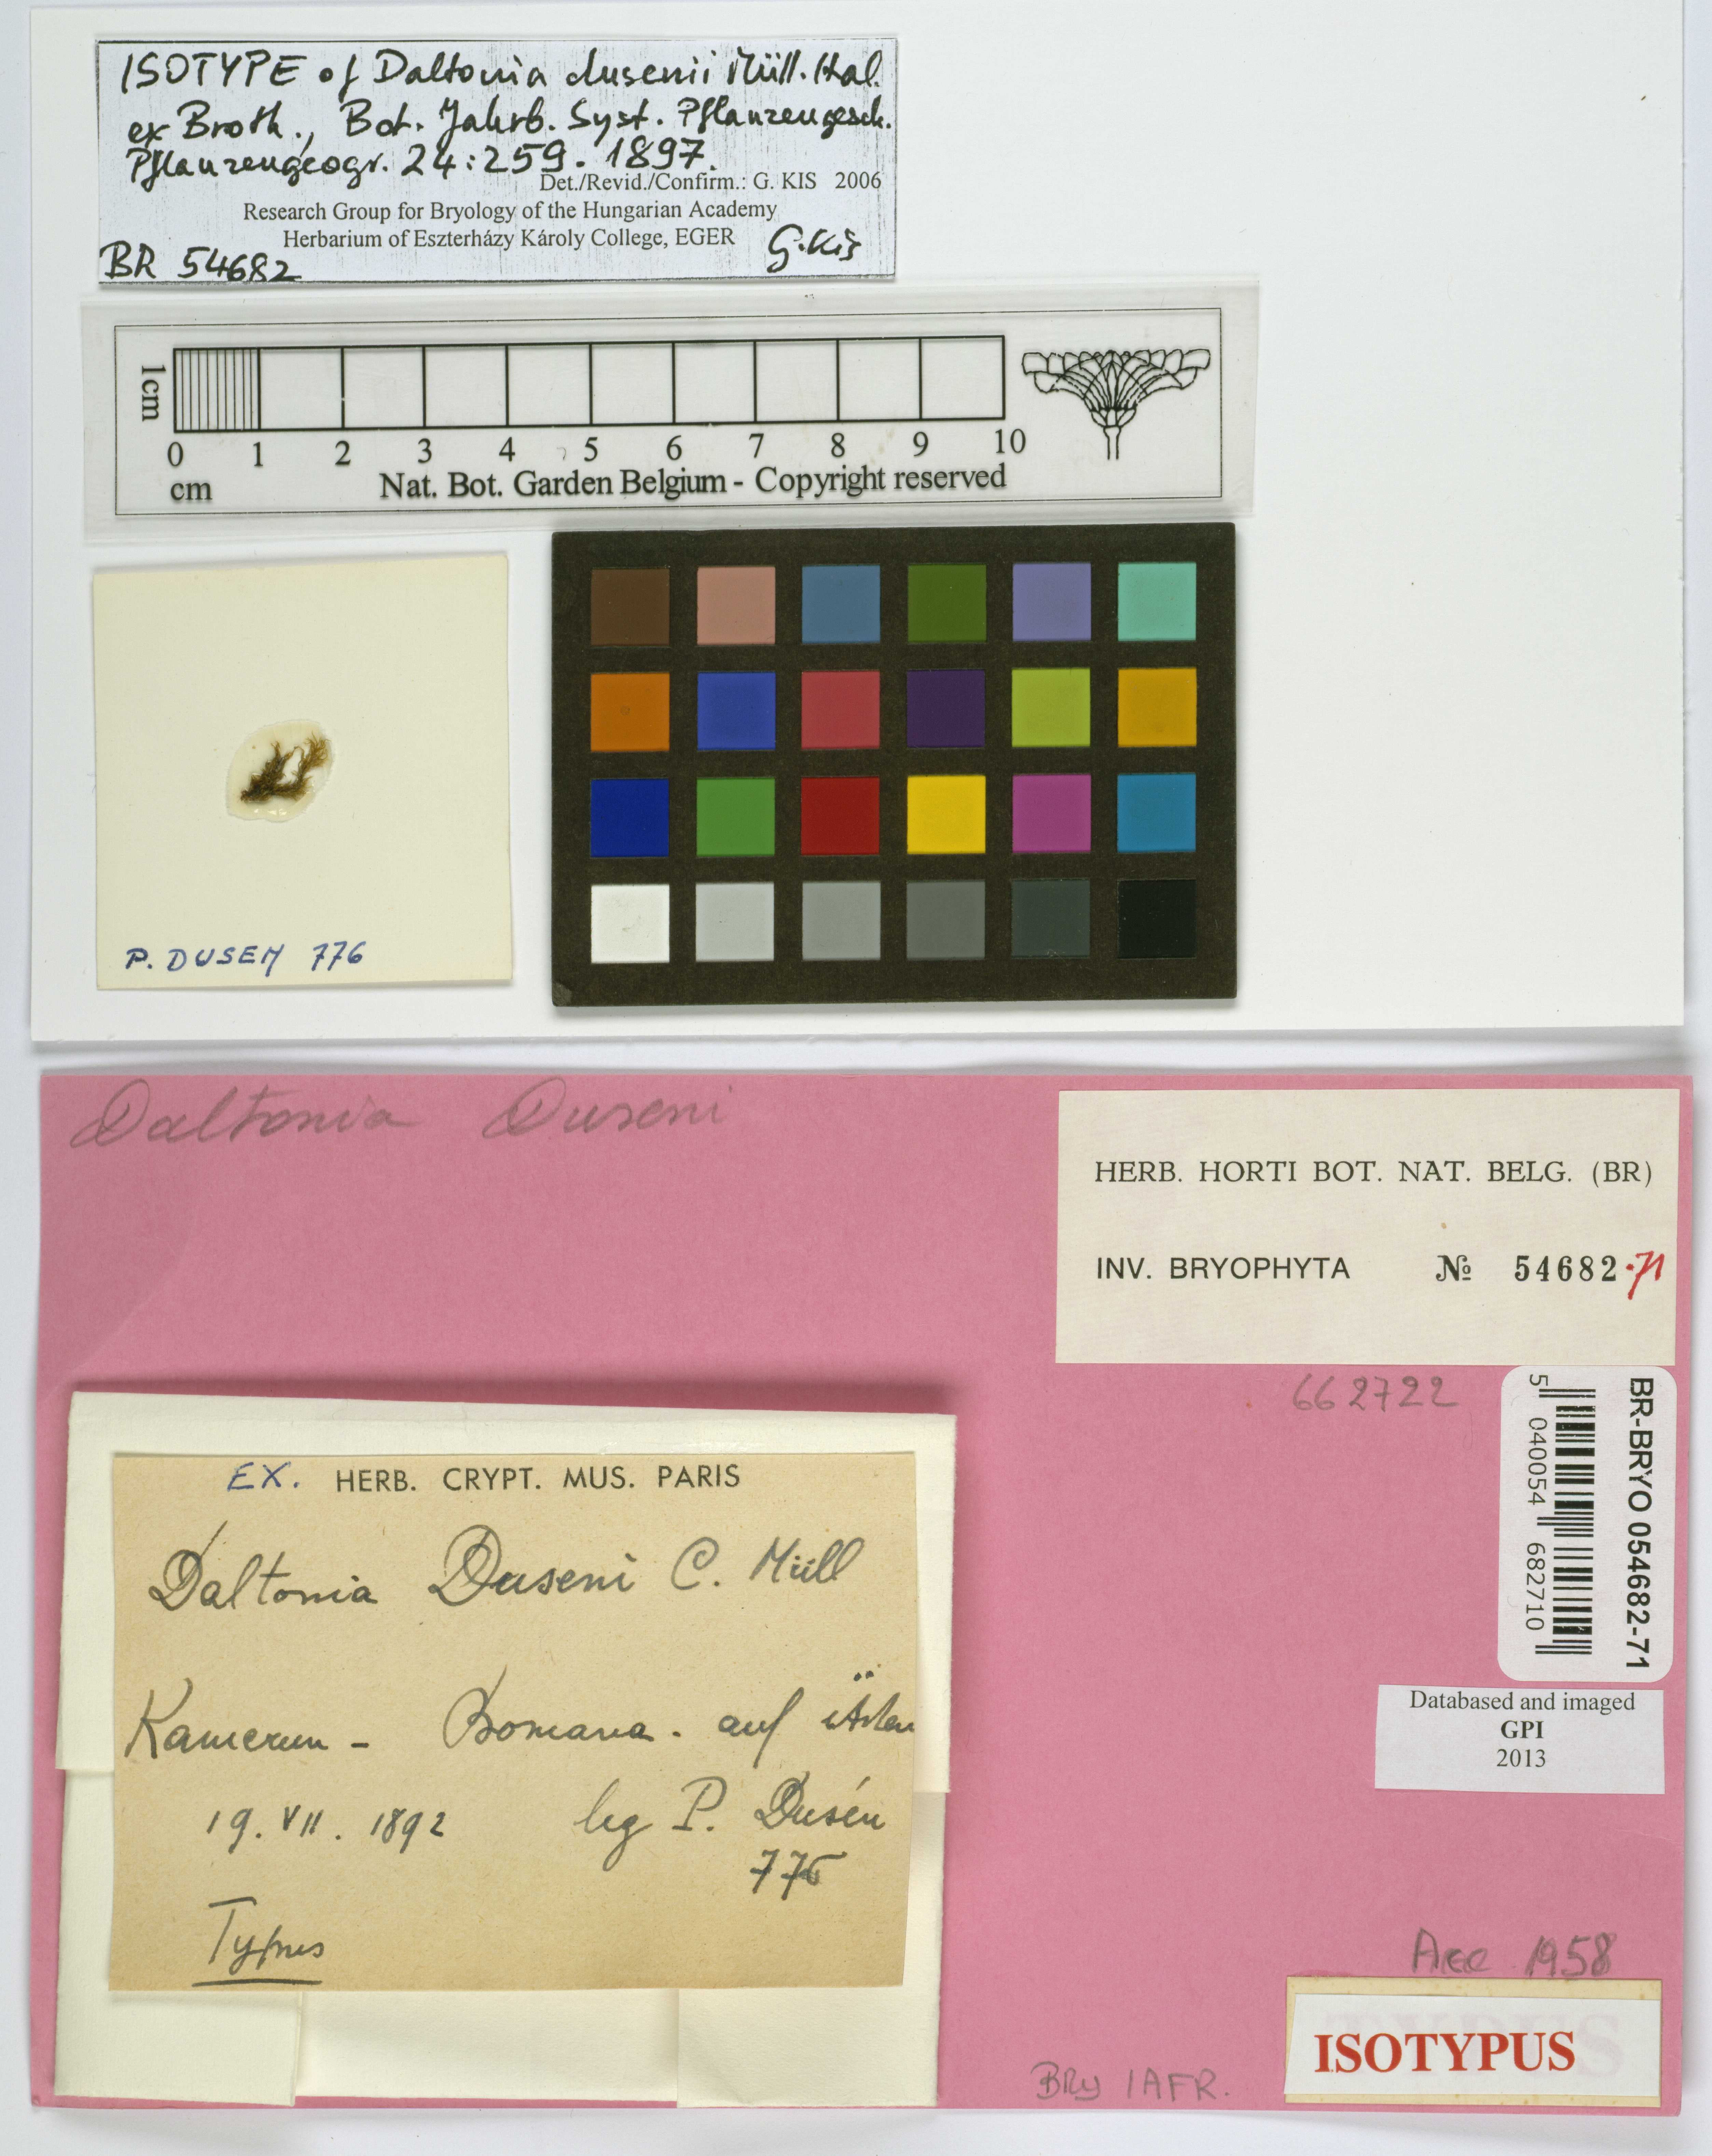 ISOTYPE of Daltonia dusenii Müll. Hal.
ex Broth., Bot. Jahrb. Syst. Pflanzengesch.
Pflanzengeogr. 24:259. 1897.
Det./Revid./Confirm.: G. KIS 2006
Research Group for Bryology of the Hungarian Academy
Herbarium of Eszterházy Károly College, EGER
G. Kis
BR 54682
1cm
0 1 2 3 4 5 6 7 8 9 10
cm
Nat. Bot. Garden Belgium - Copyright reserved
P. DUSEN 776
Daltonia Duseni
HERB. HORTI BOT. NAT. BELG. (BR)
INV. BRYOPHYTA № 54682-71
662722
BR-BRYO 054682-71
5 040054 682710
Databased and imaged
GPI
2013
EX. HERB. CRYPT. MUS. PARIS
Daltonia Duseni C. Müll
Kamerun - Bomana - auf
19. VII. 1892 leg P. Dusén
776
Typus
Acc 1958
ISOTYPUS
BRY IAFR.